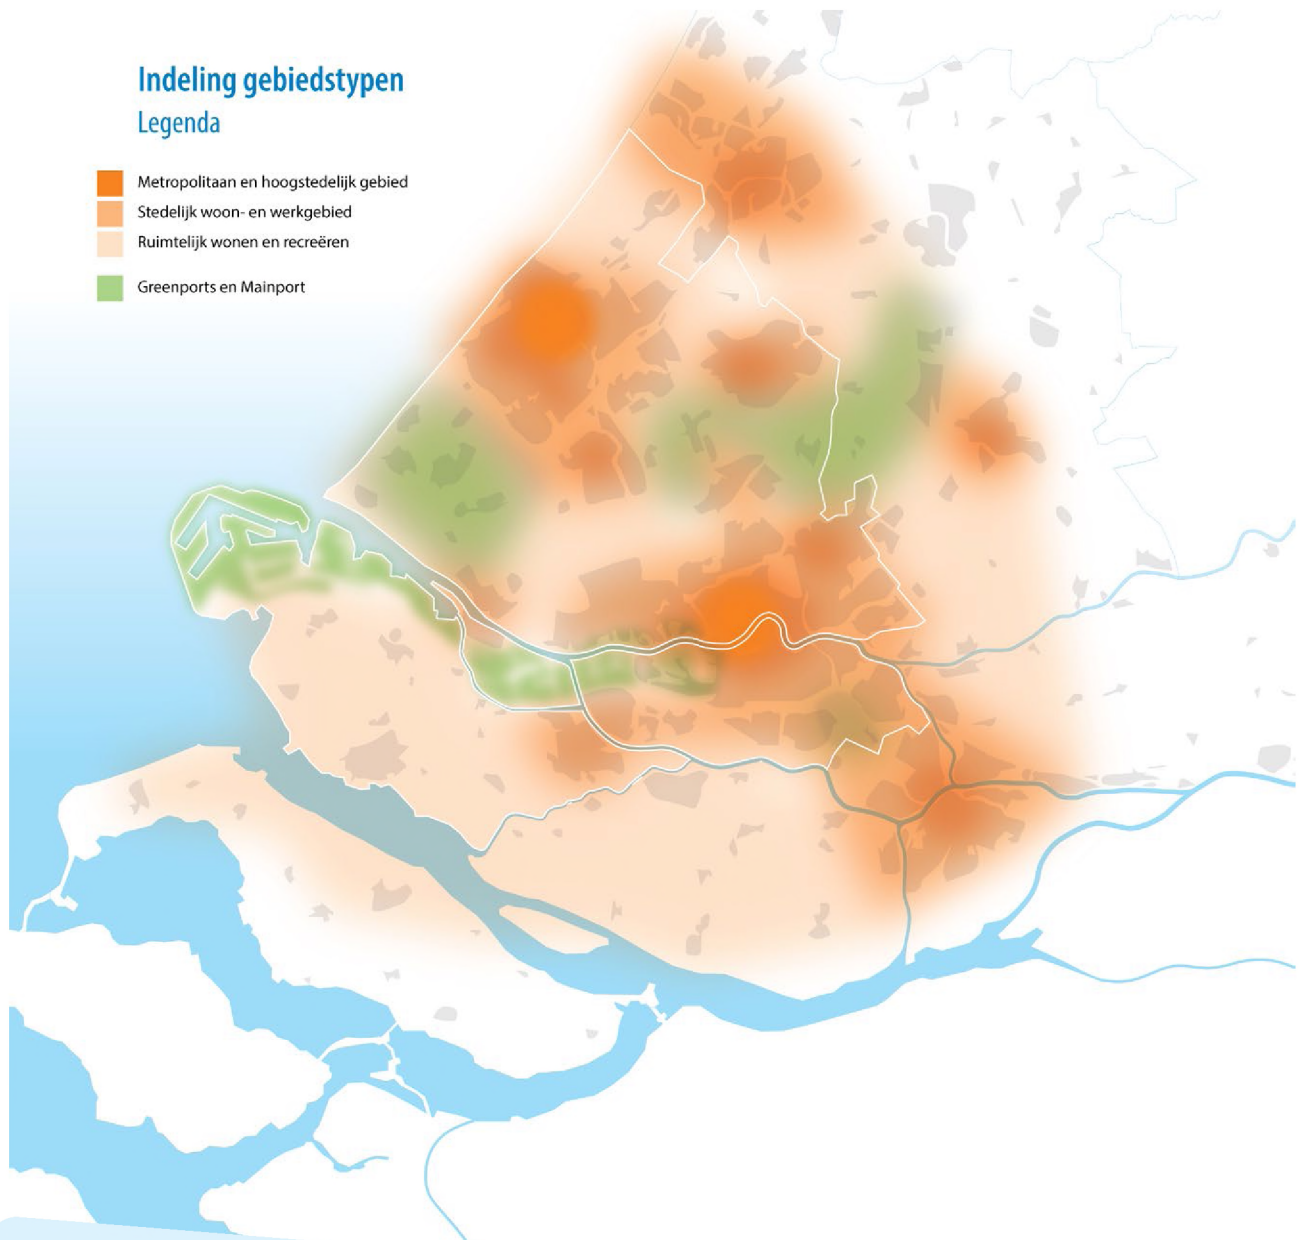 Indeling gebiedstypen
Legenda
Metropolitaan en hoogstedelijk gebied
Stedelijk woon- en werkgebied
Ruimtelijk wonen en recreëren
Greenports en Mainport